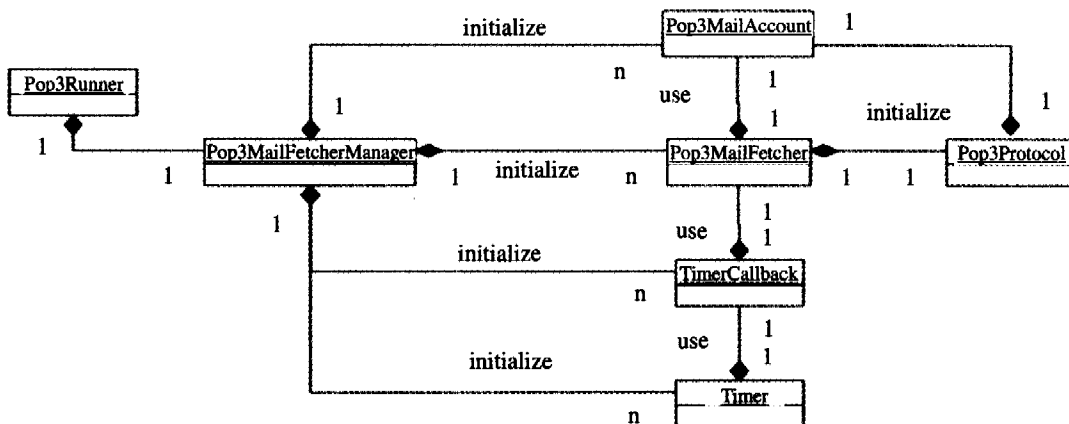 initialize
Pop3MailAccount
1
n
1
use
Pop3Runner
1
1
initialize
1
1
Pop3MailFetcherManager
Pop3MailFetcher
Pop3Protocol
1
1
initialize
n
1
1
1
use
1
1
initialize
TimerCallback
n
1
use
1
initialize
Timer
n